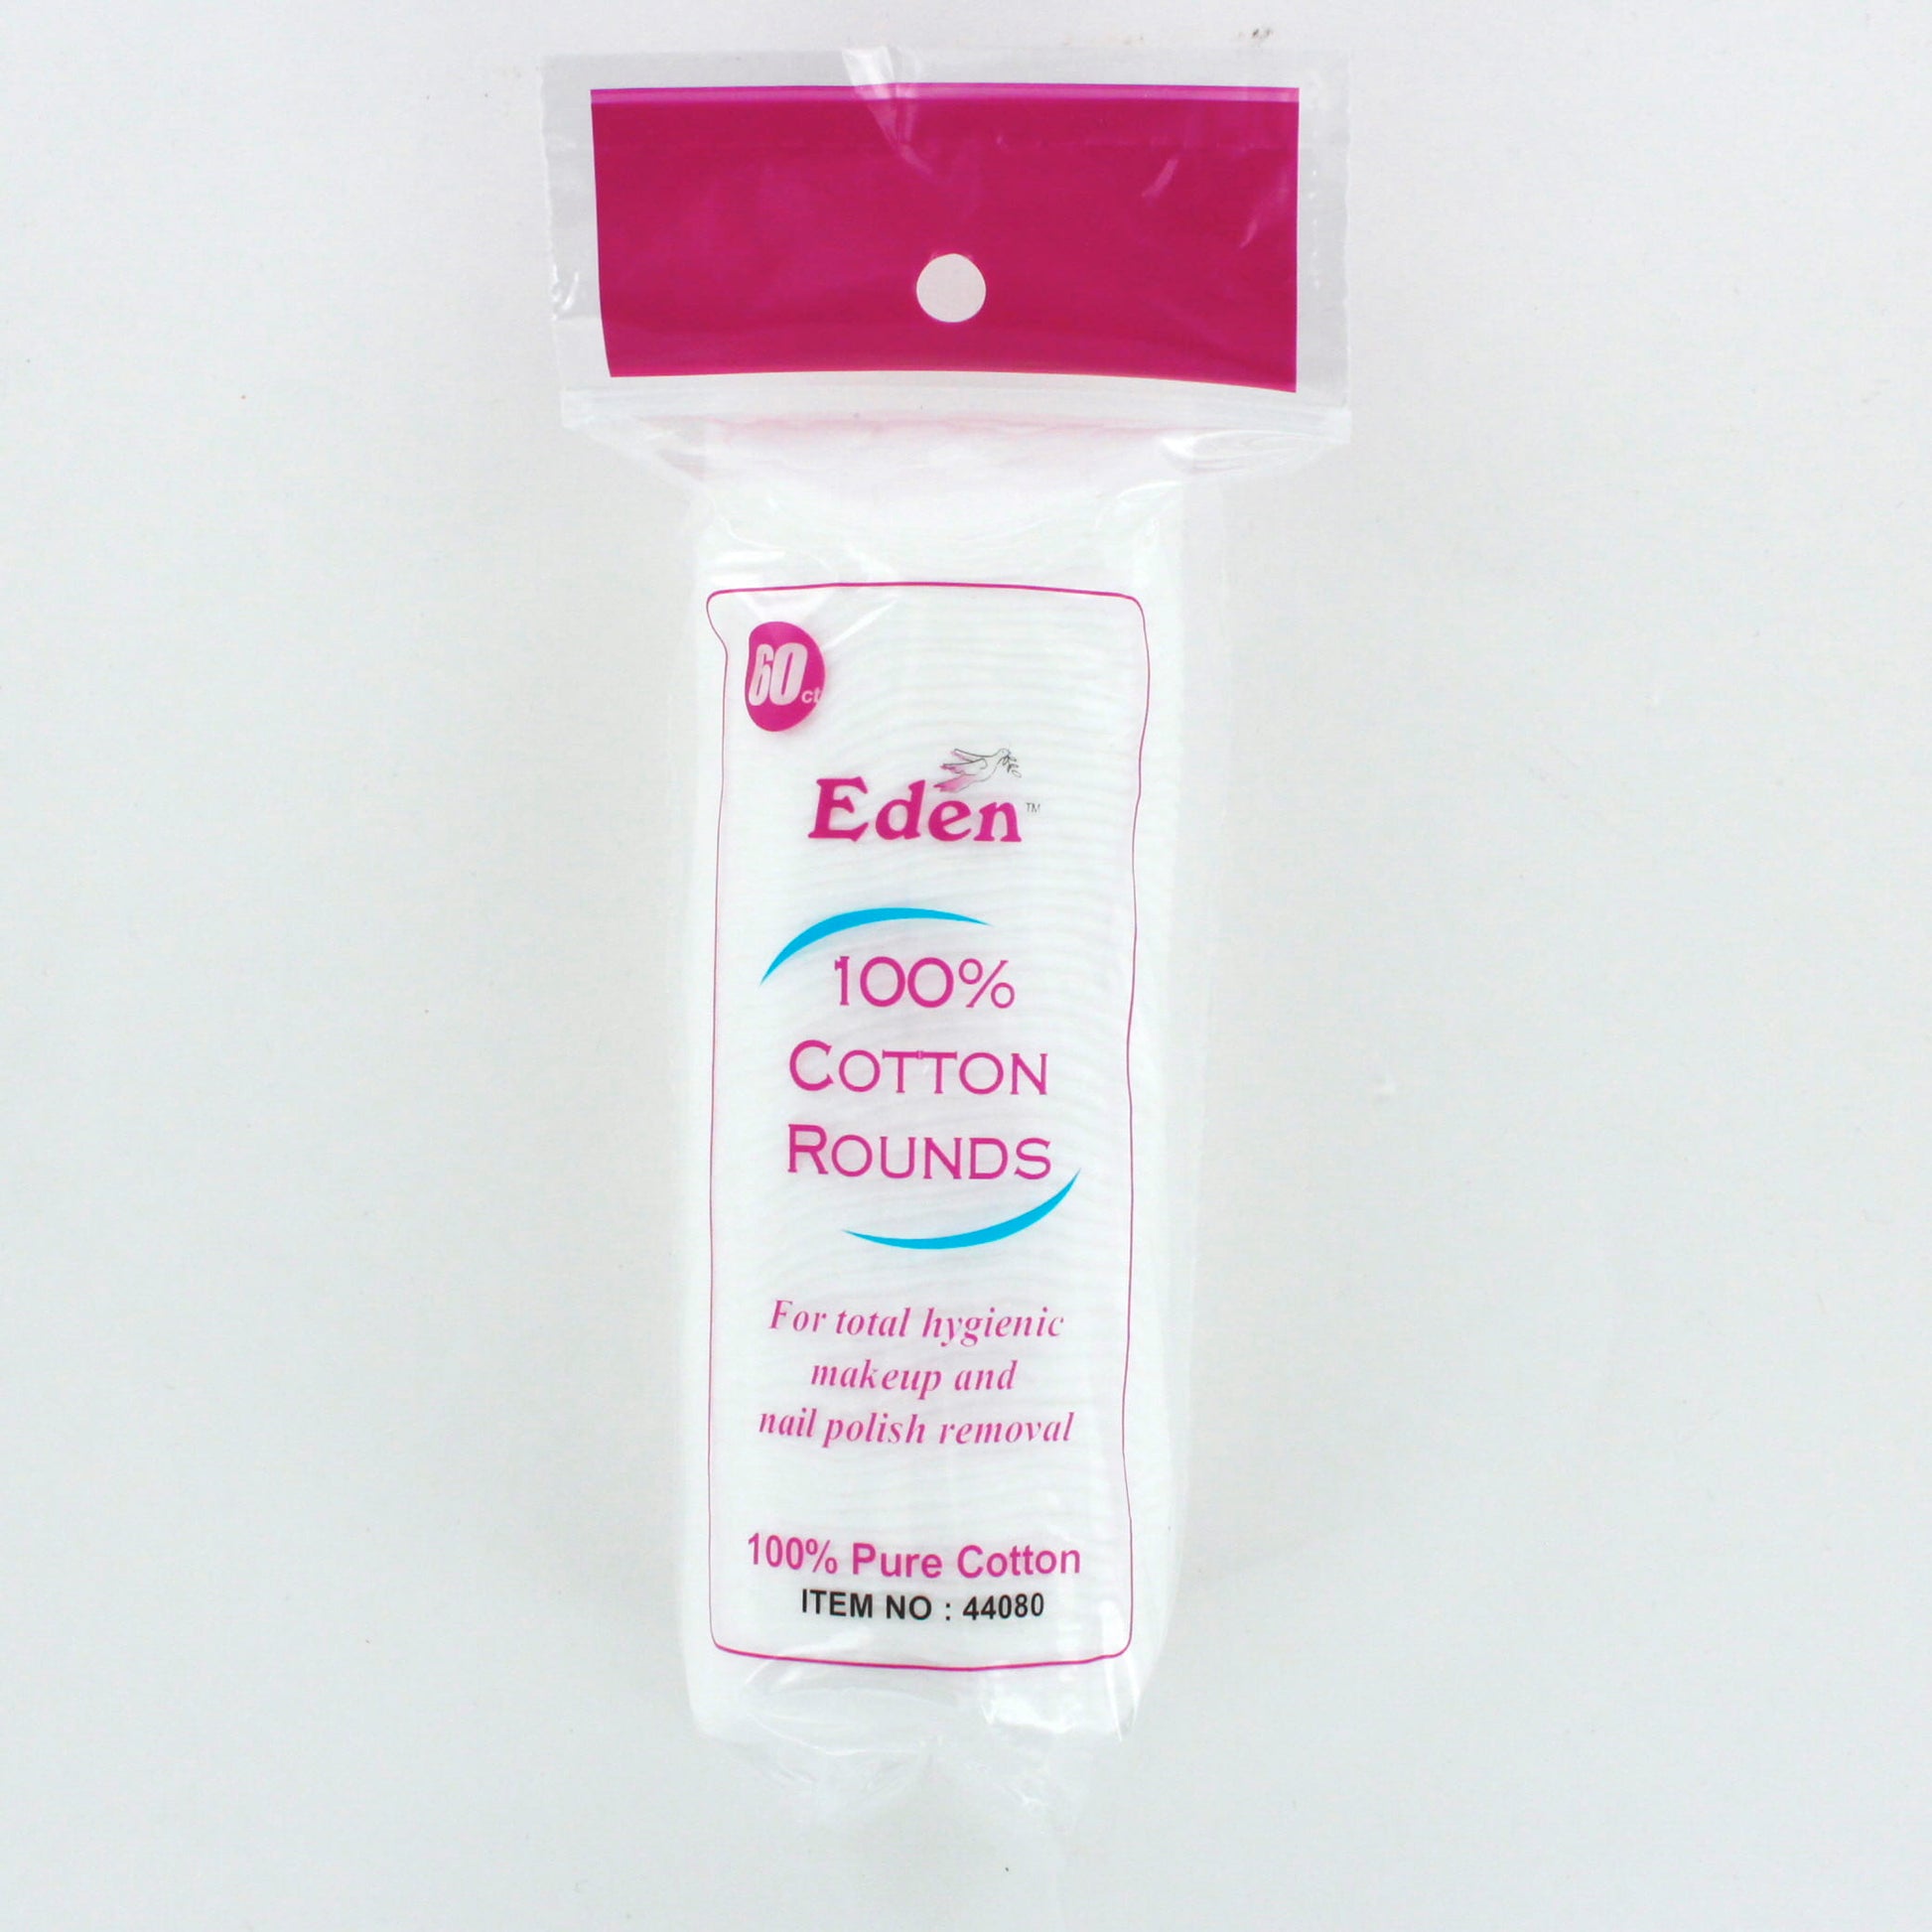 60ct
Eden™
100%
COTTON
ROUNDS
For total hygienic
makeup and
nail polish removal
100% Pure Cotton
ITEM NO : 44080